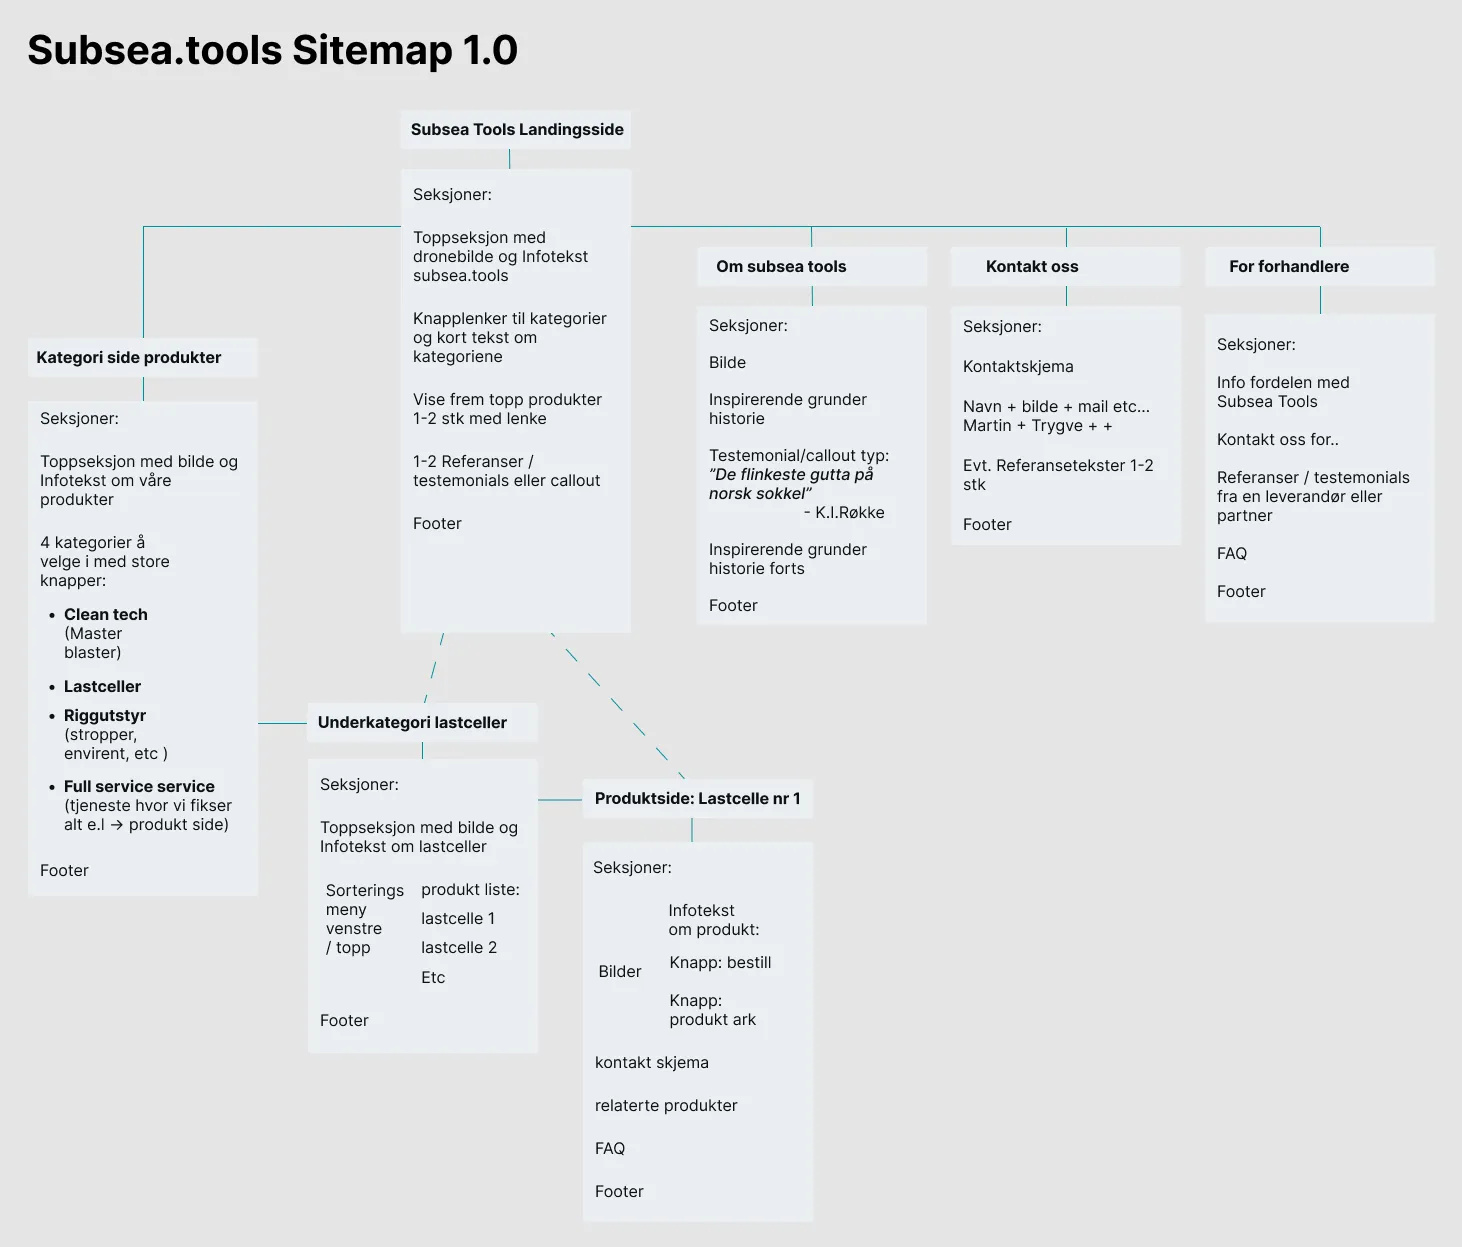 Subsea.tools Sitemap 1.0
Subsea Tools Landingsside
Seksjoner:
Toppseksjon med
dronebilde og Infotekst
subsea.tools
Knapplenker til kategorier
og kort tekst om
kategoriene
Vise frem topp produkter
1-2 stk med lenke
1-2 Referanser /
testemonials eller callout
Footer
Kategori side produkter
Seksjoner:
Toppseksjon med bilde og
Infotekst om våre
produkter
4 kategorier å
velge i med store
knapper:
• Clean tech
(Master
blaster)
• Lastceller
• Riggutstyr
(stropper,
envirent, etc )
• Full service service
(tjeneste hvor vi fikser
alt e.l → produkt side)
Footer
Underkategori lastceller
Seksjoner:
Toppseksjon med bilde og
Infotekst om lastceller
Sorterings
meny
venstre
/ topp
produkt liste:
lastcelle 1
lastcelle 2
Etc
Footer
Produktside: Lastcelle nr 1
Seksjoner:
Bilder
Infotekst
om produkt:
Knapp: bestill
Knapp:
produkt ark
kontakt skjema
relaterte produkter
FAQ
Footer
Om subsea tools
Seksjoner:
Bilde
Inspirerende grunder
historie
Testemonial/callout typ:
”De flinkeste gutta på
norsk sokkel”
- K.I.Røkke
Inspirerende grunder
historie forts
Footer
Kontakt oss
Seksjoner:
Kontaktskjema
Navn + bilde + mail etc...
Martin + Trygve + +
Evt. Referansetekster 1-2
stk
Footer
For forhandlere
Seksjoner:
Info fordelen med
Subsea Tools
Kontakt oss for..
Referanser / testemonials
fra en leverandør eller
partner
FAQ
Footer